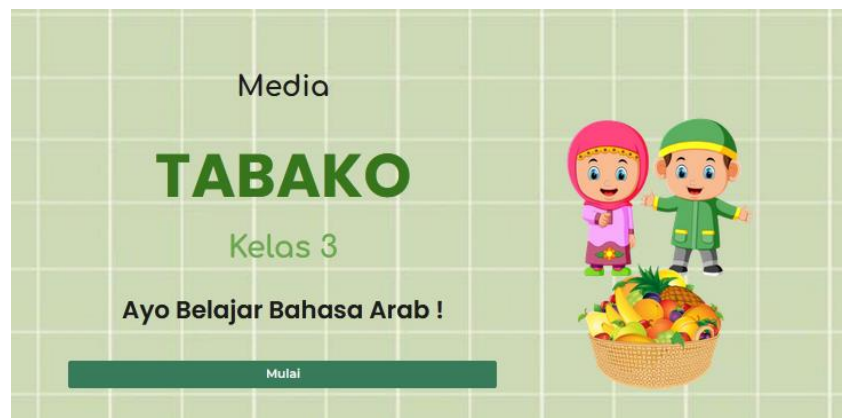 Media
TABAKO
Kelas 3
Ayo Belajar Bahasa Arab !
Mulai